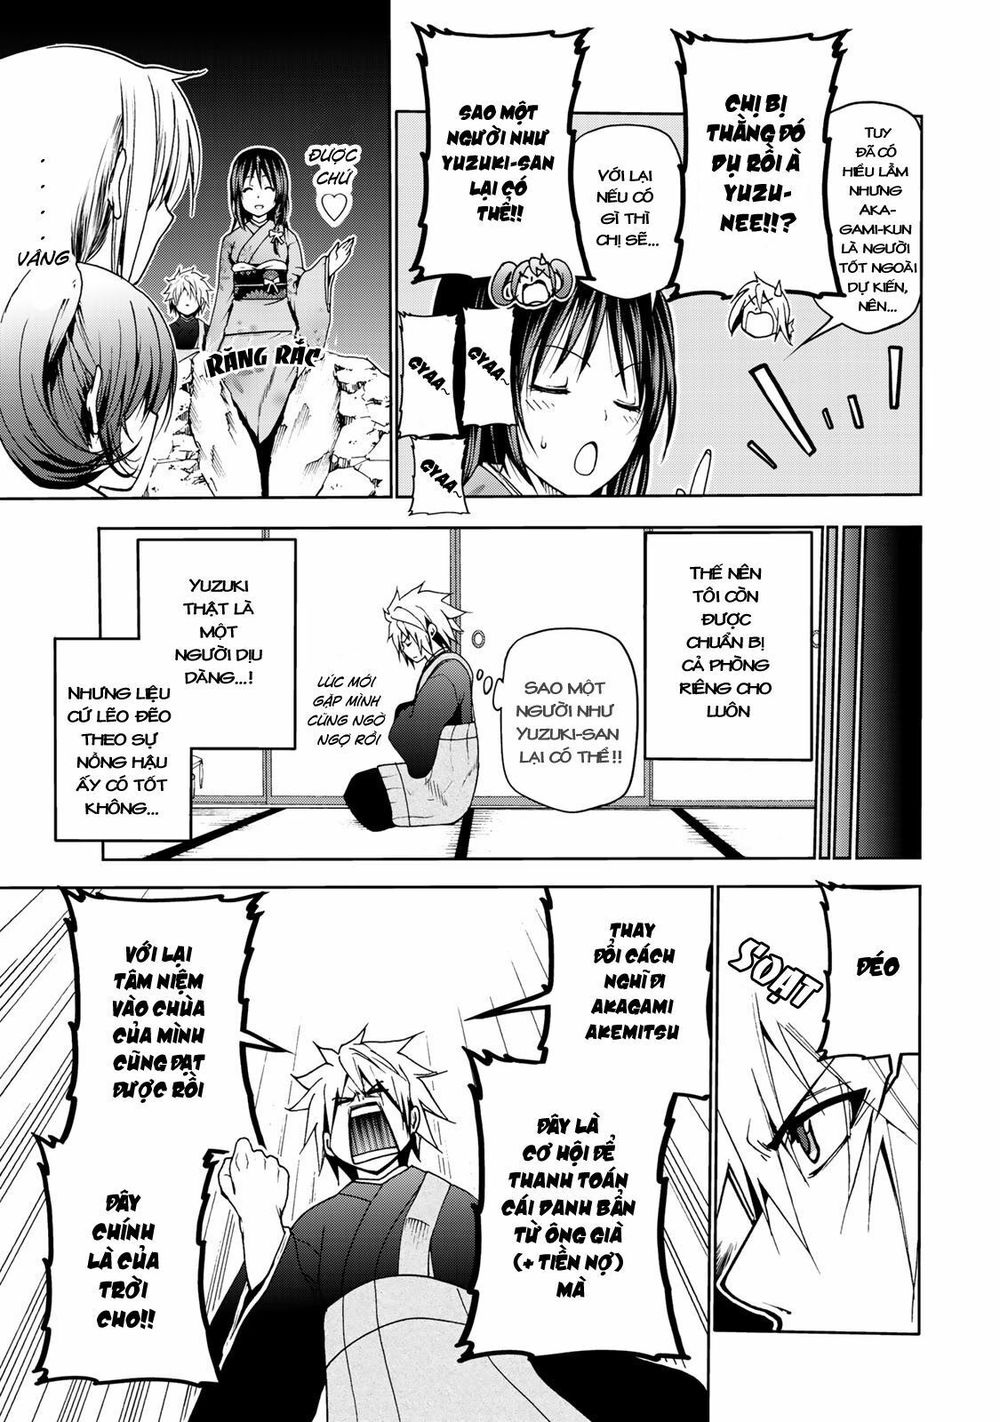 TUY
ĐÃ CÓ
HIỂU LẦM
NHƯNG
AKA-
GAMI-KUN
LÀ NGƯỜI
TỐT NGOÀI
DỰ KIẾN,
NÊN...
CHỊ BỊ
THẰNG ĐÓ
DỤ RỒI À
YUZU-
NEE!!?
VỚI LẠI
NẾU CÓ
GÌ THÌ
CHỊ SẼ...
SAO MỘT
NGƯỜI NHƯ
YUZUKI-SAN
LẠI CÓ
THỂ!!
GYAA~
GYAA~
GYAA~
ĐƯỢC
CHỨ
♡
RĂNG RẮC
......
VÂNG
THẾ NÊN
TÔI CÒN
ĐƯỢC
CHUẨN BỊ
CẢ PHÒNG
RIÊNG CHO
LUÔN
SAO MỘT
NGƯỜI NHƯ
YUZUKI-SAN
LẠI CÓ THỂ!!
LÚC MỚI
GẶP MÌNH
CŨNG NGỜ
NGỌ RỒI
YUZUKI
THẬT LÀ
MỘT
NGƯỜI DỊU
DÀNG...!
NHƯNG LIỆU
CỨ LẼO ĐẼO
THEO SỰ
NỒNG HẬU
ẤY CÓ TỐT
KHÔNG...
ĐÉO
SOẠT
THAY
ĐỔI CÁCH
NGHĨ ĐI
AKAGAMI
AKEMITSU
ĐÂY LÀ
CƠ HỘI ĐỂ
THANH TOÁN
CÁI DANH BẨN
TỪ ÔNG GIÀ
(+ TIỀN NỢ)
MÀ
VỚI LẠI
TÂM NIỆM
VÀO CHÙA
CỦA MÌNH
CŨNG ĐẠT
ĐƯỢC RỒI
ĐÂY
CHÍNH
LÀ CỦA
TRỜI
CHO!!